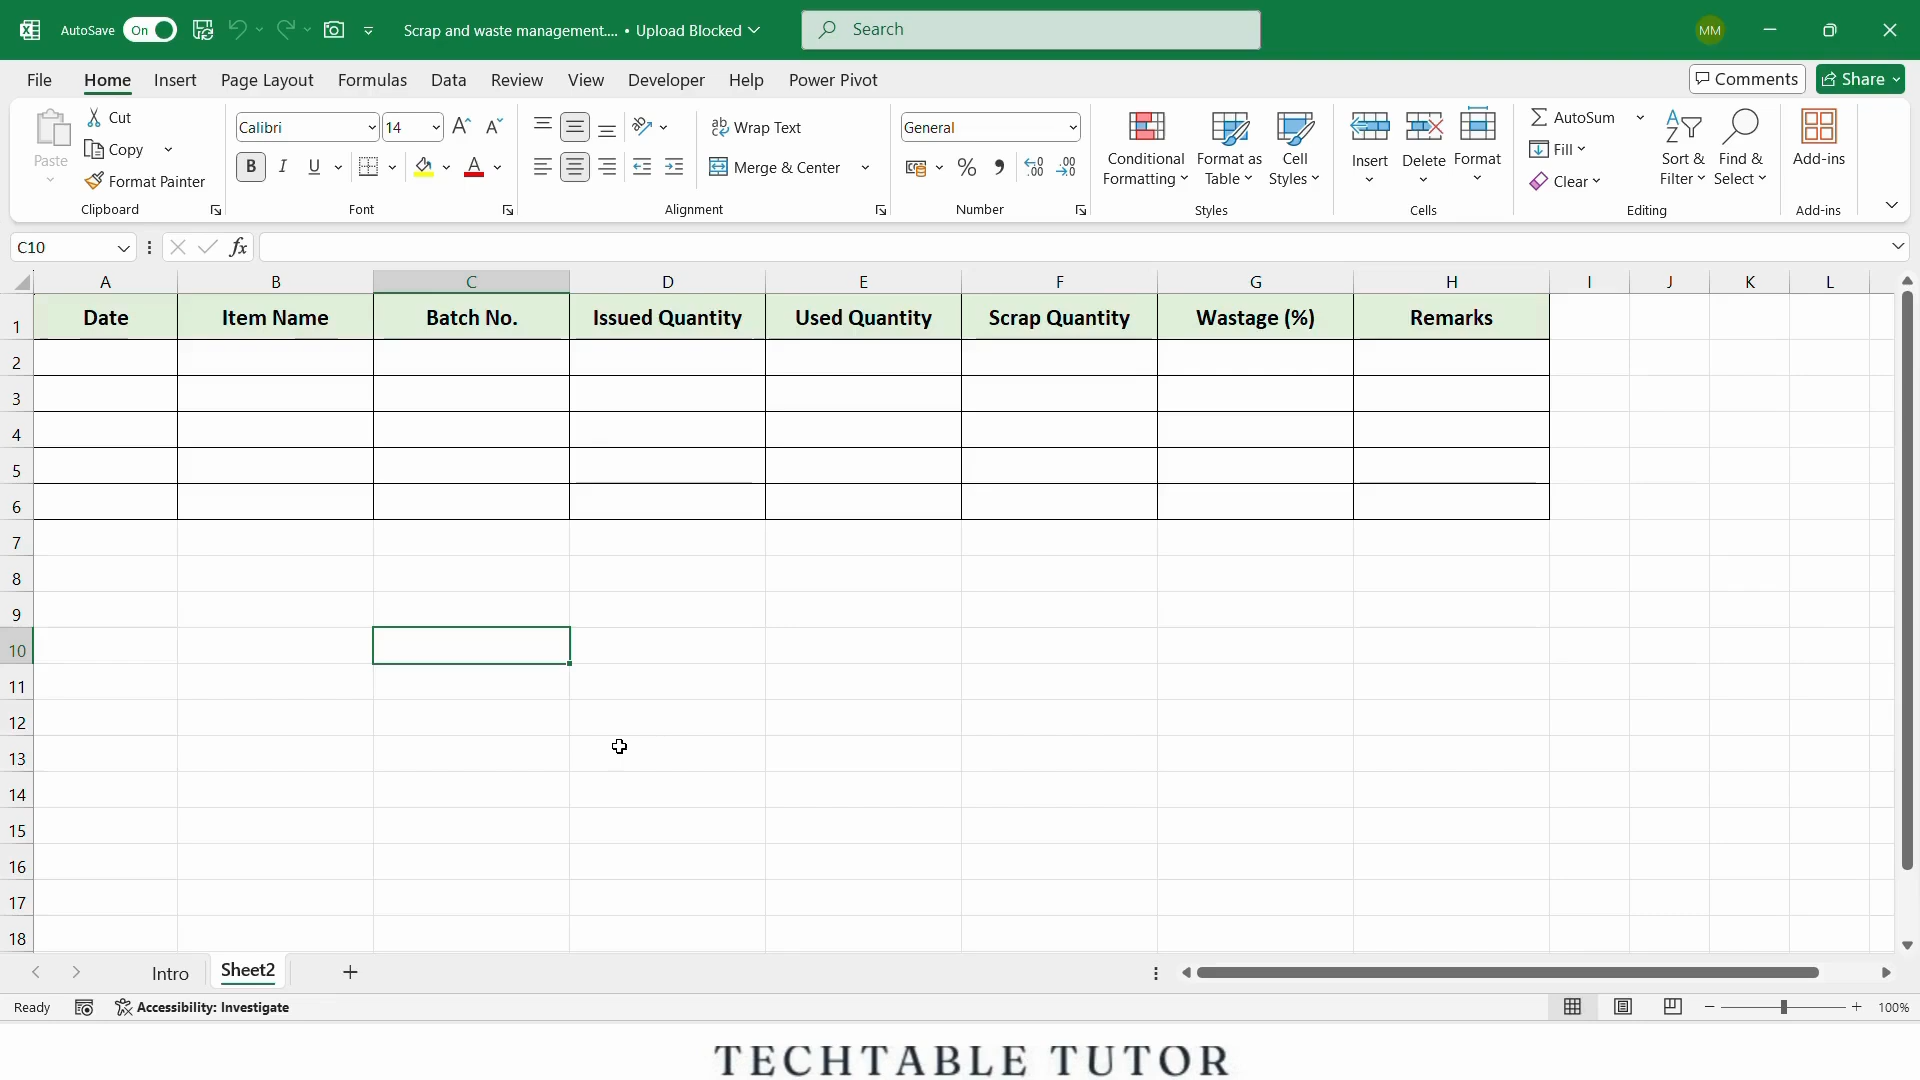 AutoSave On Scrap and waste management.... • Upload Blocked Search MM
File Home Insert Page Layout Formulas Data Review View Developer Help Power Pivot Comments Share
Paste Cut Copy Format Painter Clipboard
Calibri 14 B I U A Font
Wrap Text Merge & Center Alignment
General % Number
Conditional Formatting Format as Table Cell Styles Styles
Insert Delete Format Cells
AutoSum Fill Clear Sort & Filter Find & Select Editing
Add-ins Add-ins
C10 fx
A B C D E F G H I J K L
1 Date Item Name Batch No. Issued Quantity Used Quantity Scrap Quantity Wastage (%) Remarks
2
3
4
5
6
7
8
9
10
11
12
13
14
15
16
17
18
Intro Sheet2
Ready Accessibility: Investigate 100%
TECHTABLE TUTOR